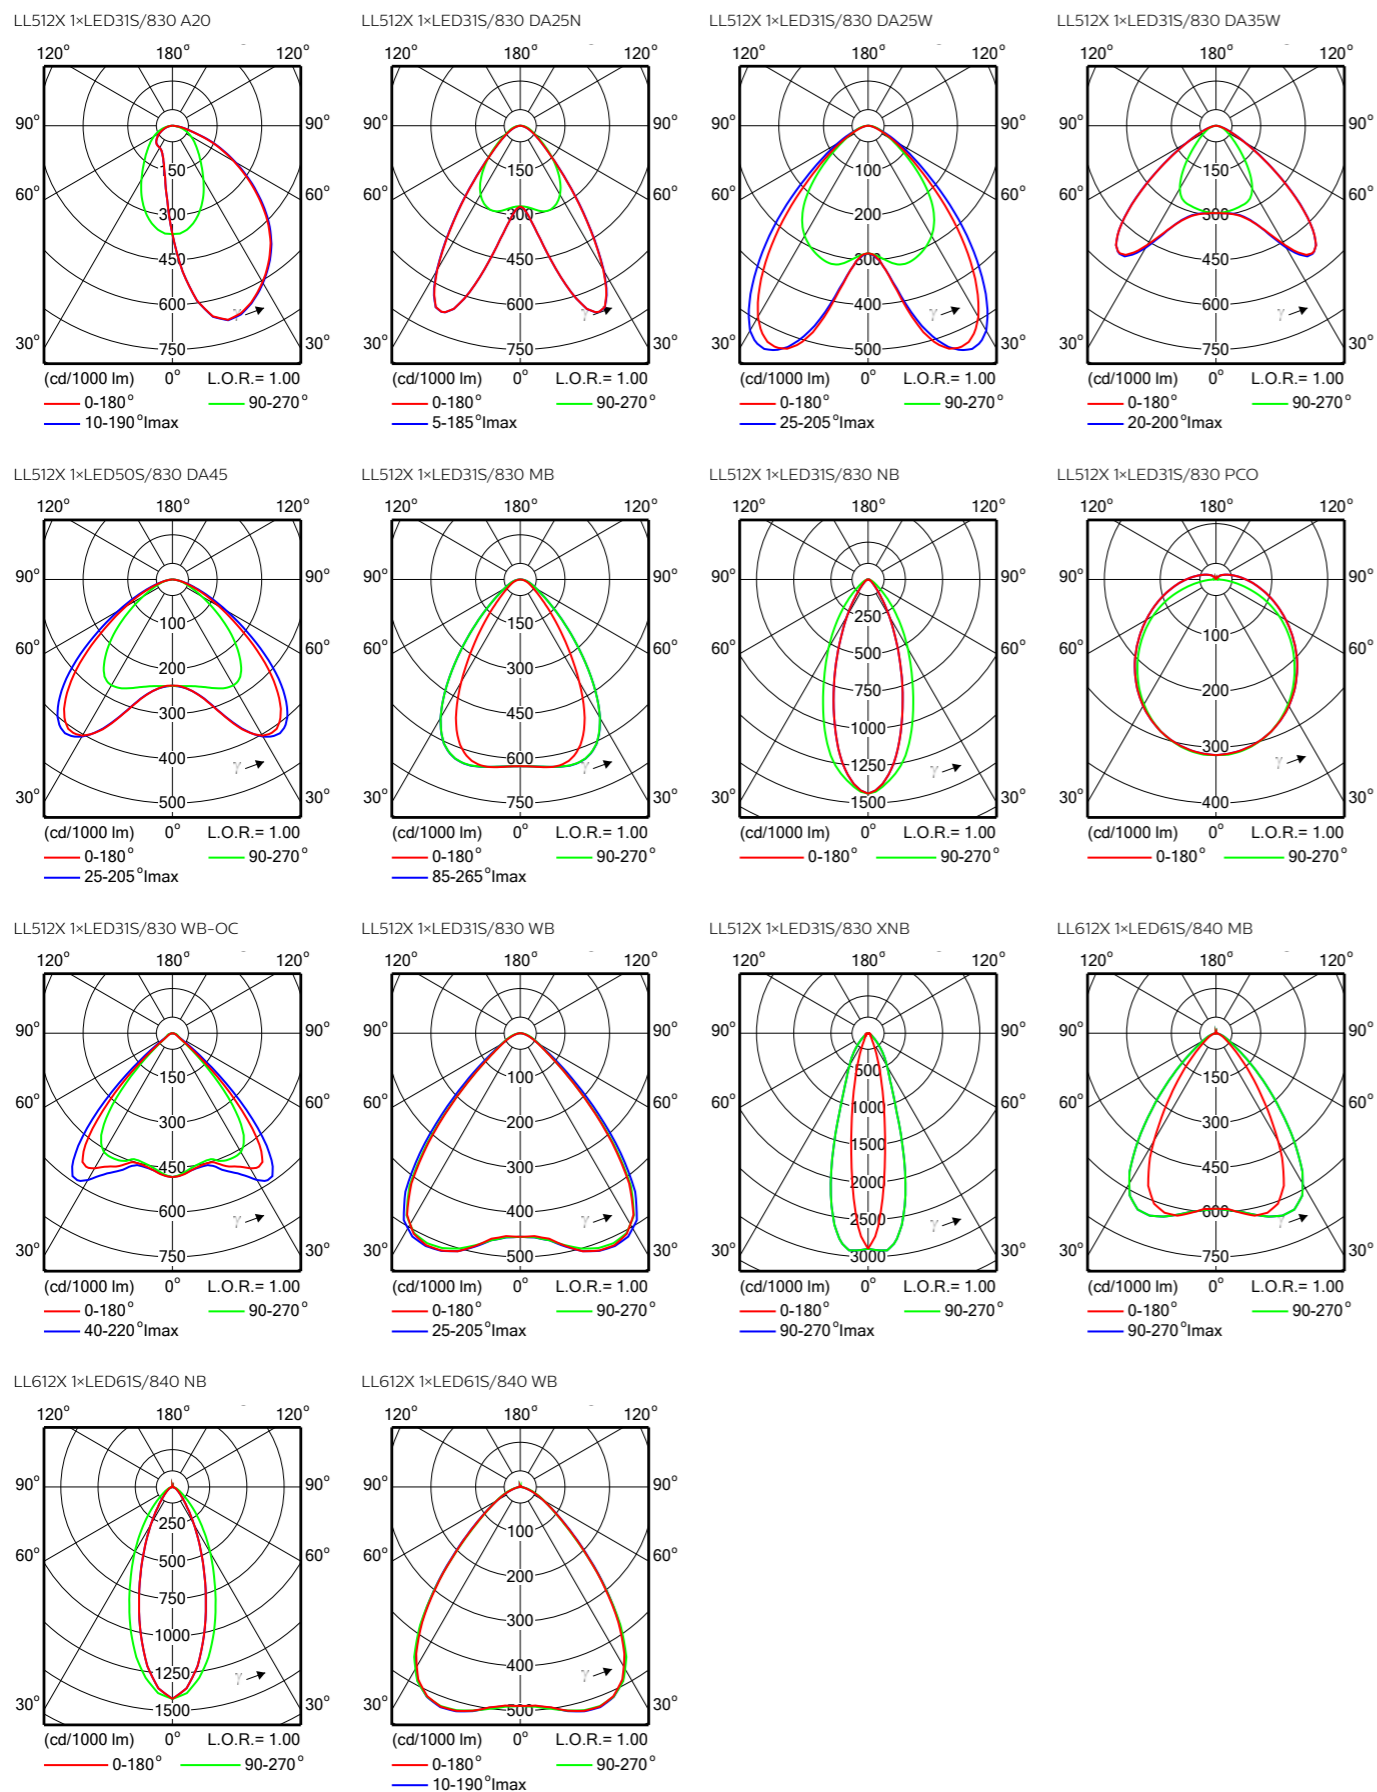 LL512X 1×LED31S/830 A20
120° 180° 120°
90° 90°
150
60° 60°
300
450
600
γ
30° 750 30°
(cd/1000 lm) 0° L.O.R.= 1.00
0-180° 90-270°
10-190°Imax
LL512X 1×LED31S/830 DA25N
120° 180° 120°
90° 90°
150
60° 60°
300
450
600
γ
30° 750 30°
(cd/1000 lm) 0° L.O.R.= 1.00
0-180° 90-270°
5-185°Imax
LL512X 1×LED31S/830 DA25W
120° 180° 120°
90° 90°
100
60° 60°
200
300
400
γ
30° 500 30°
(cd/1000 lm) 0° L.O.R.= 1.00
0-180° 90-270°
25-205°Imax
LL512X 1×LED31S/830 DA35W
120° 180° 120°
90° 90°
150
60° 60°
300
450
600
γ
30° 750 30°
(cd/1000 lm) 0° L.O.R.= 1.00
0-180° 90-270°
20-200°Imax
LL512X 1×LED50S/830 DA45
120° 180° 120°
90° 90°
100
60° 60°
200
300
400
γ
30° 500 30°
(cd/1000 lm) 0° L.O.R.= 1.00
0-180° 90-270°
25-205°Imax
LL512X 1×LED31S/830 MB
120° 180° 120°
90° 90°
150
60° 60°
300
450
600
γ
30° 750 30°
(cd/1000 lm) 0° L.O.R.= 1.00
0-180° 90-270°
85-265°Imax
LL512X 1×LED31S/830 NB
120° 180° 120°
90° 90°
250
60° 500 60°
750
1000
1250
γ
30° 1500 30°
(cd/1000 lm) 0° L.O.R.= 1.00
0-180° 90-270°
LL512X 1×LED31S/830 PCO
120° 180° 120°
90° 90°
100
60° 60°
200
300
γ
30° 400 30°
(cd/1000 lm) 0° L.O.R.= 1.00
0-180° 90-270°
LL512X 1×LED31S/830 WB-OC
120° 180° 120°
90° 90°
150
60° 60°
300
450
600
γ
30° 750 30°
(cd/1000 lm) 0° L.O.R.= 1.00
0-180° 90-270°
40-220°Imax
LL512X 1×LED31S/830 WB
120° 180° 120°
90° 90°
100
60° 60°
200
300
400
γ
30° 500 30°
(cd/1000 lm) 0° L.O.R.= 1.00
0-180° 90-270°
25-205°Imax
LL512X 1×LED31S/830 XNB
120° 180° 120°
90° 90°
500
60° 1000 60°
1500
2000
2500
γ
30° 3000 30°
(cd/1000 lm) 0° L.O.R.= 1.00
0-180° 90-270°
90-270°Imax
LL612X 1×LED61S/840 MB
120° 180° 120°
90° 90°
150
60° 60°
300
450
600
γ
30° 750 30°
(cd/1000 lm) 0° L.O.R.= 1.00
0-180° 90-270°
90-270°Imax
LL612X 1×LED61S/840 NB
120° 180° 120°
90° 90°
250
60° 500 60°
750
1000
1250
γ
30° 1500 30°
(cd/1000 lm) 0° L.O.R.= 1.00
0-180° 90-270°
LL612X 1×LED61S/840 WB
120° 180° 120°
90° 90°
100
60° 60°
200
300
400
γ
30° 500 30°
(cd/1000 lm) 0° L.O.R.= 1.00
0-180° 90-270°
10-190°Imax